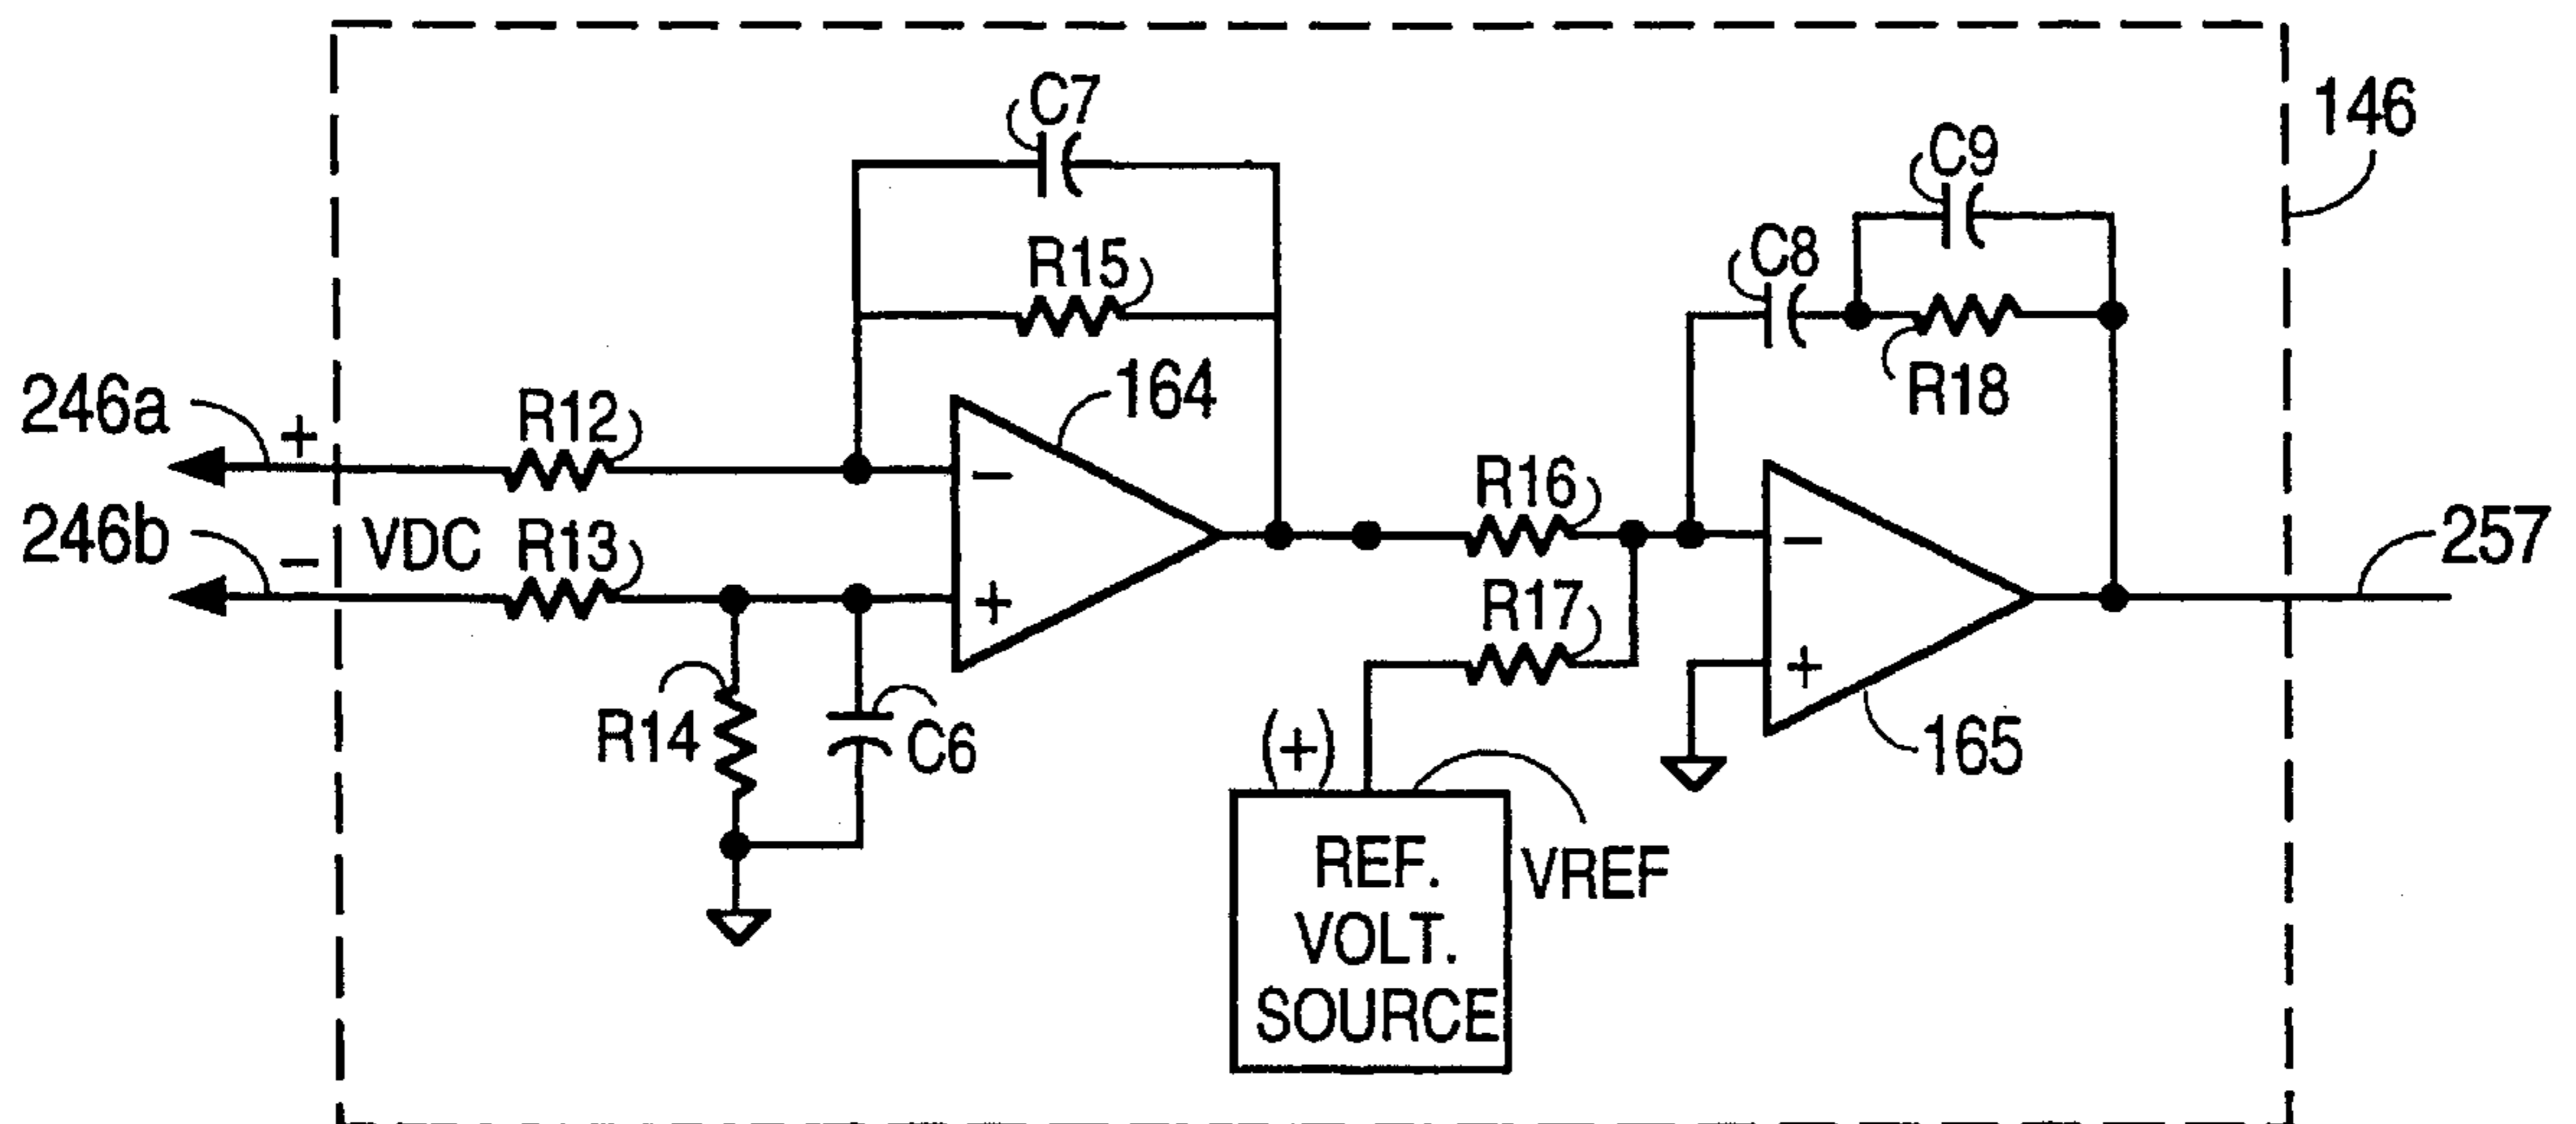 C7
146
C9
R15
C8
164
R18
246a
+
R12
−
R16
257
246b
−
VDC
R13
+
R17
−
+
R14
C6
(+)
165
REF.
VOLT.
SOURCE
VREF